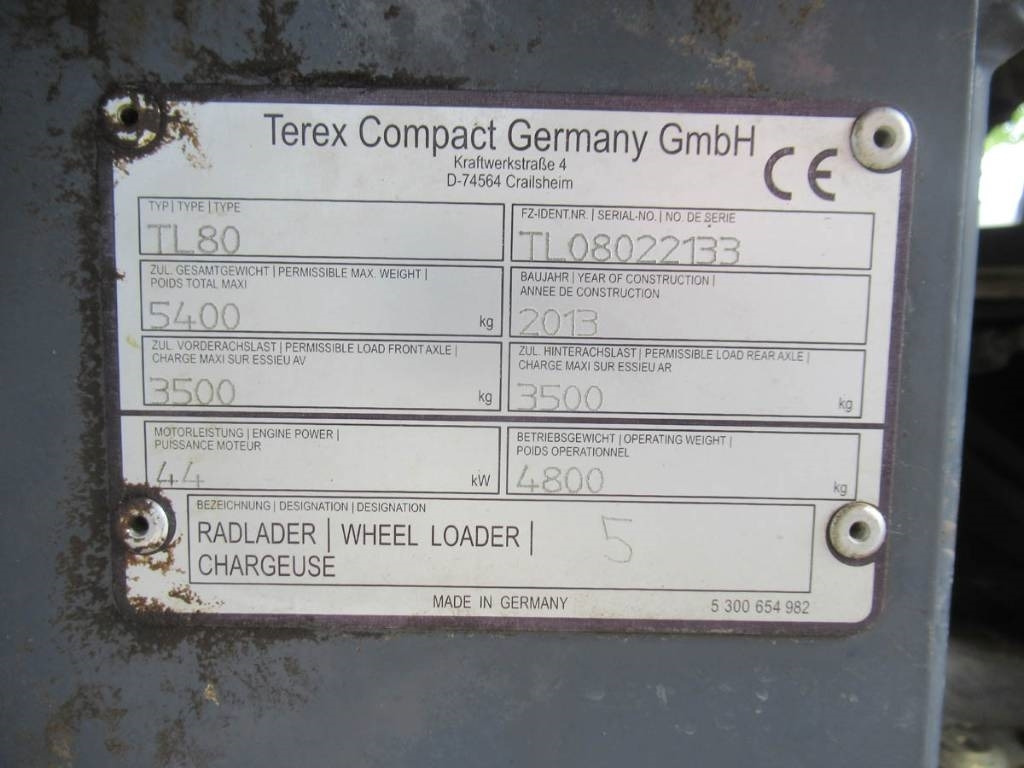 Terex Compact Germany GmbH
Kraftwerkstraße 4
D-74564 Crailsheim
CE
TYP | TYPE | TYPE
TL80
FZ-IDENT.NR. | SERIAL-NO. | NO. DE SERIE
TL08022133
ZUL. GESAMTGEWICHT | PERMISSIBLE MAX. WEIGHT |
POIDS TOTAL MAXI
5400 kg
BAUJAHR | YEAR OF CONSTRUCTION |
ANNEE DE CONSTRUCTION
2013
ZUL. VORDERACHSLAST | PERMISSIBLE LOAD FRONT AXLE |
CHARGE MAXI SUR ESSIEU AV
3500 kg
ZUL. HINTERACHSLAST | PERMISSIBLE LOAD REAR AXLE |
CHARGE MAXI SUR ESSIEU AR
3500 kg
MOTORLEISTUNG | ENGINE POWER |
PUISSANCE MOTEUR
44 kW
BETRIEBSGEWICHT | OPERATING WEIGHT |
POIDS OPERATIONNEL
4800 kg
BEZEICHNUNG | DESIGNATION | DESIGNATION
RADLADER | WHEEL LOADER | 5
CHARGEUSE
MADE IN GERMANY
5 300 654 982